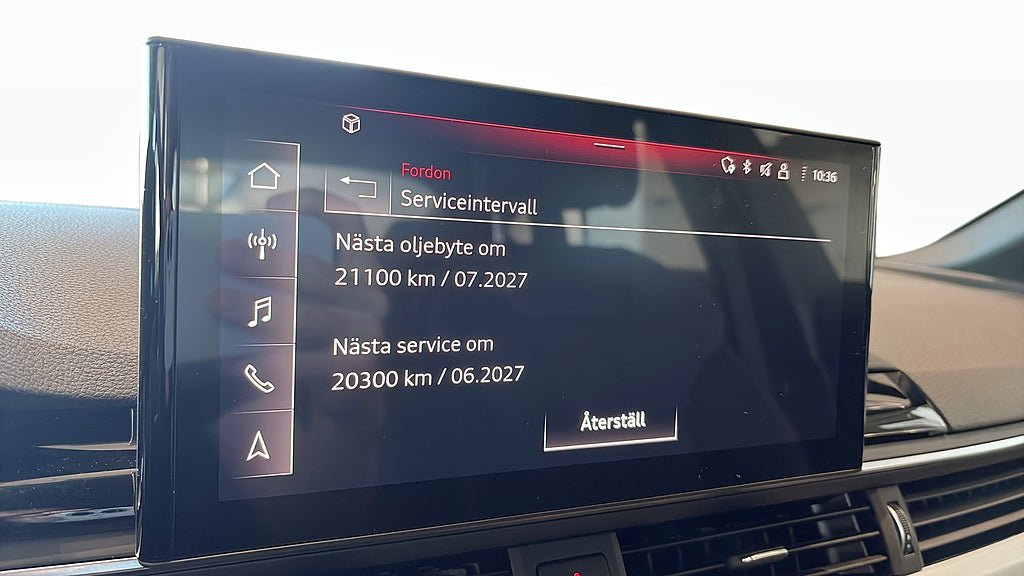 10:36
Fordon
Serviceintervall
Nästa oljebyte om
21100 km / 07.2027
Nästa service om
20300 km / 06.2027
Återställ